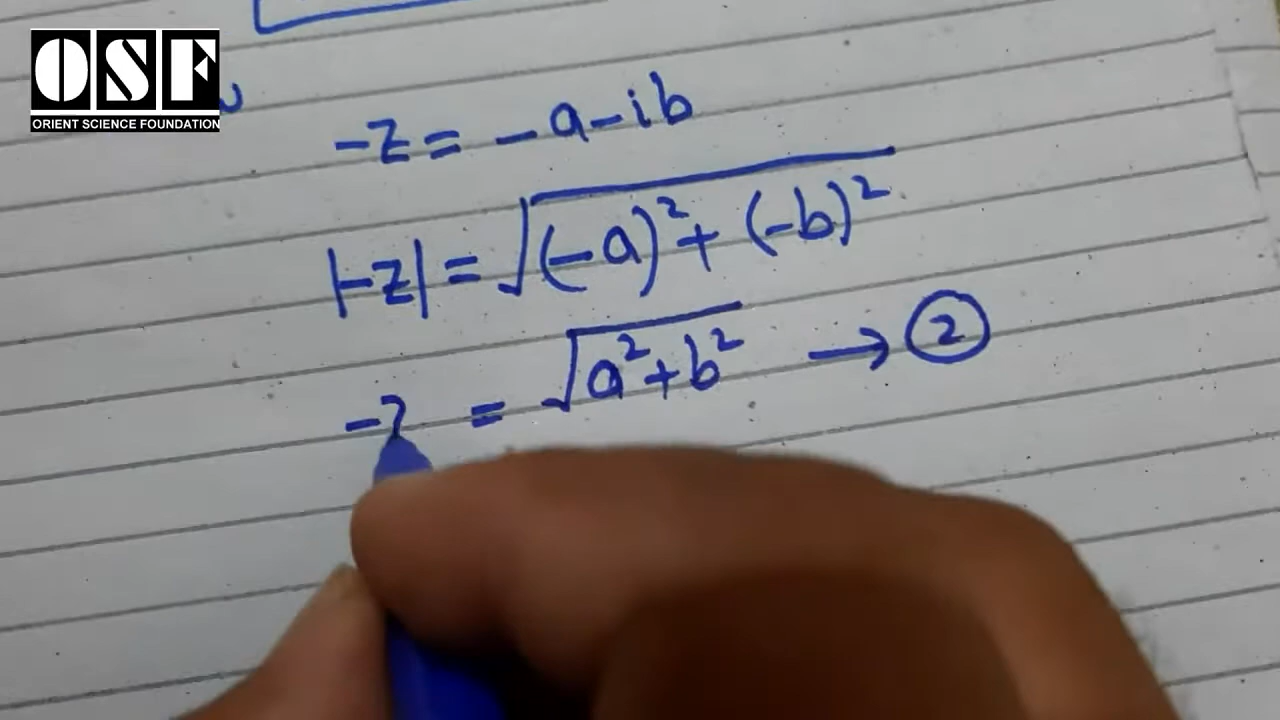 OSF
ORIENT SCIENCE FOUNDATION
-z = -a-ib
|-z| = √(-a)²+(-b)²
= √a²+b² → ②